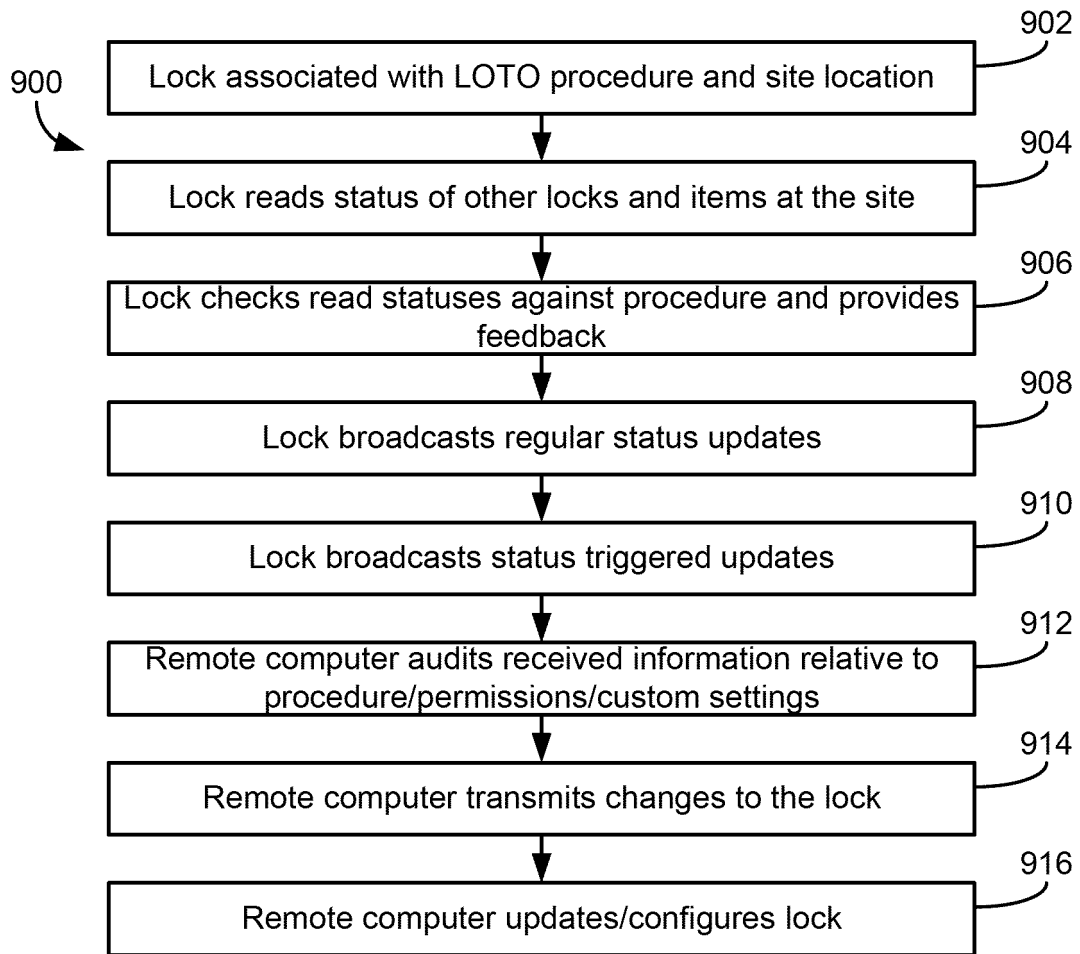 902
900
Lock associated with LOTO procedure and site location
904
Lock reads status of other locks and items at the site
906
Lock checks read statuses against procedure and provides
feedback
908
Lock broadcasts regular status updates
910
Lock broadcasts status triggered updates
912
Remote computer audits received information relative to
procedure/permissions/custom settings
914
Remote computer transmits changes to the lock
916
Remote computer updates/configures lock